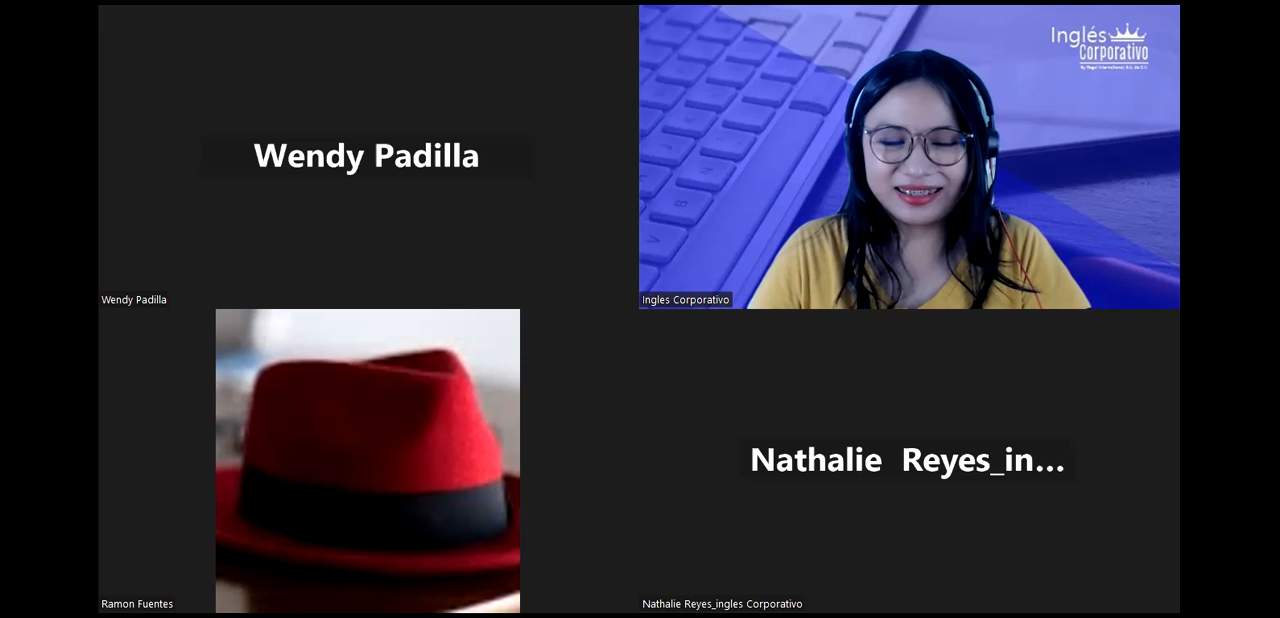 Wendy Padilla
Wendy Padilla
Inglés
Corporativo
Ingles Corporativo
Ramon Fuentes
Nathalie Reyes_in...
Nathalie Reyes_ingles Corporativo